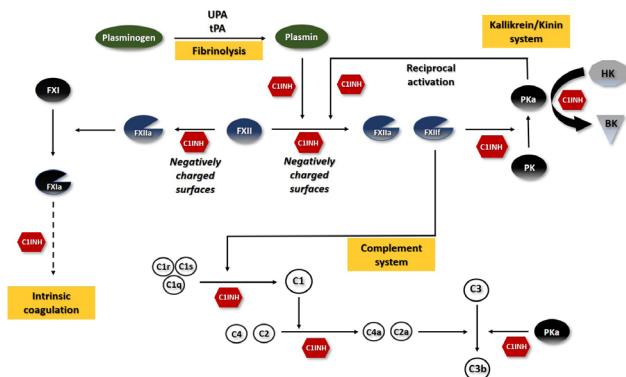 UPA
tPA
Plasminogen
Plasmin
Fibrinolysis
Kallikrein/Kinin
system
C1INH
C1INH
Reciprocal
activation
HK
PKa
C1INH
BK
FXI
FXIIa
FXII
FXIIa
FXIIf
C1INH
C1INH
C1INH
Negatively
charged
surfaces
Negatively
charged
surfaces
PK
FXIa
C1INH
Intrinsic
coagulation
Complement
system
C1r
C1s
C1q
C1INH
C1
C3
C4
C2
C1INH
C4a
C2a
C1INH
PKa
C3b